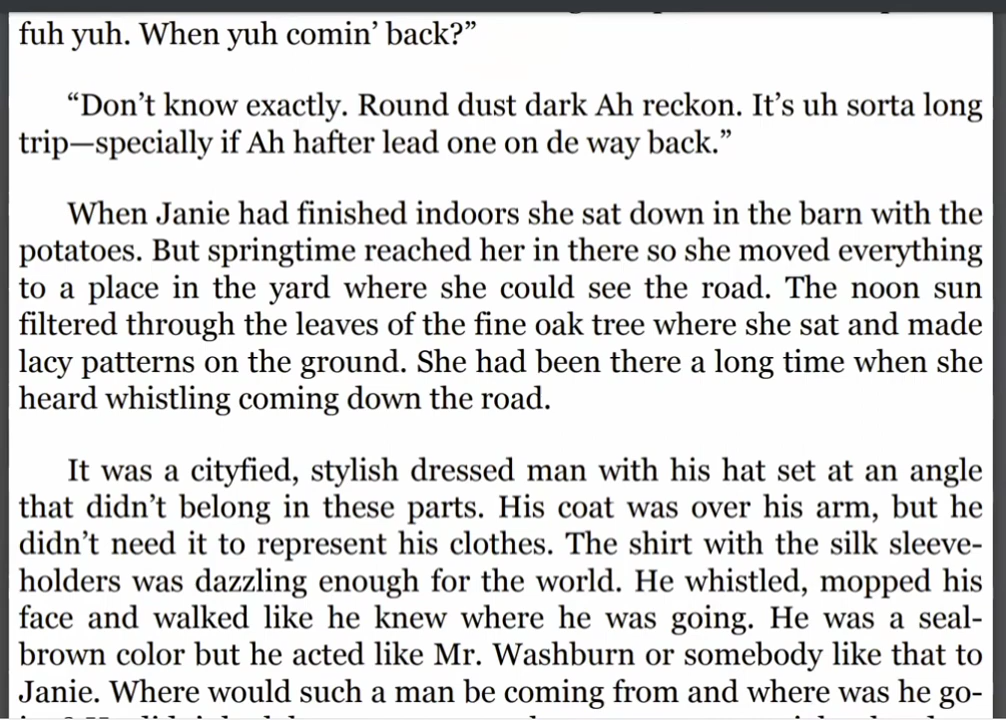 fuh yuh. When yuh comin’ back?”
“Don’t know exactly. Round dust dark Ah reckon. It’s uh sorta long
trip—specially if Ah hafter lead one on de way back.”
When Janie had finished indoors she sat down in the barn with the
potatoes. But springtime reached her in there so she moved everything
to a place in the yard where she could see the road. The noon sun
filtered through the leaves of the fine oak tree where she sat and made
lacy patterns on the ground. She had been there a long time when she
heard whistling coming down the road.
It was a cityfied, stylish dressed man with his hat set at an angle
that didn’t belong in these parts. His coat was over his arm, but he
didn’t need it to represent his clothes. The shirt with the silk sleeve-
holders was dazzling enough for the world. He whistled, mopped his
face and walked like he knew where he was going. He was a seal-
brown color but he acted like Mr. Washburn or somebody like that to
Janie. Where would such a man be coming from and where was he go-